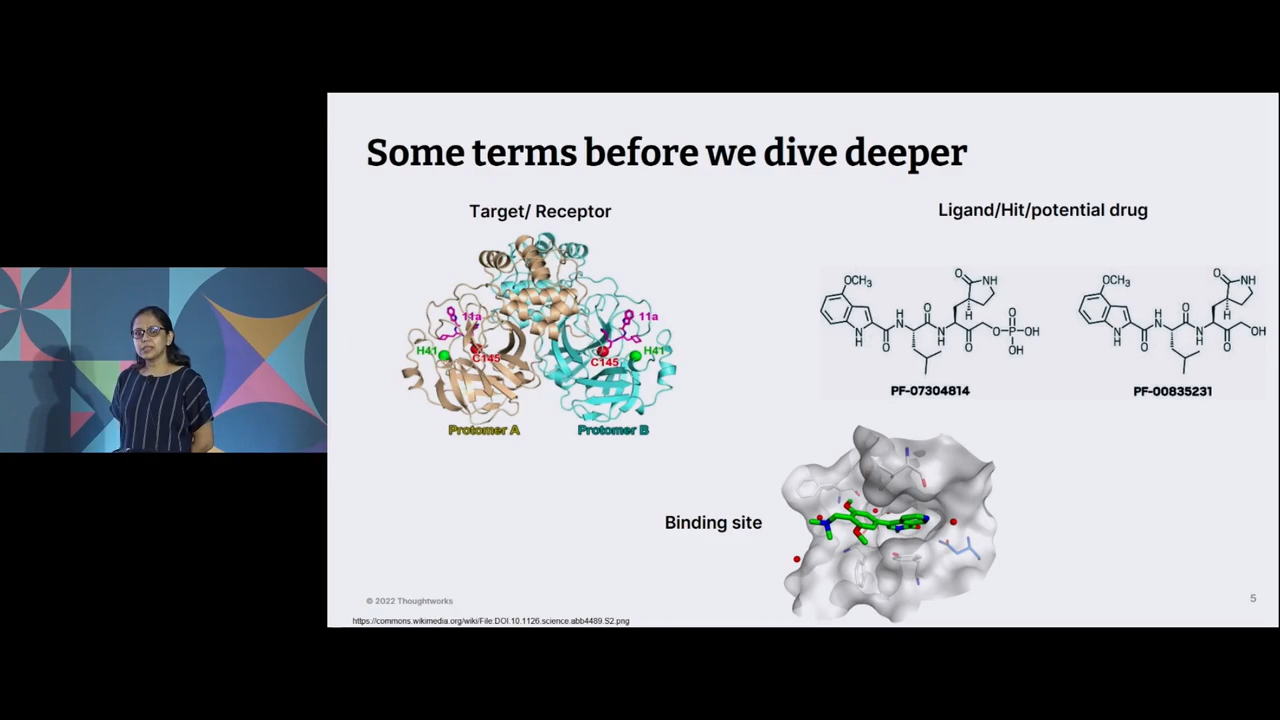 Some terms before we dive deeper
Target/ Receptor
11a
11a
H41
C145
C145
H41
Protomer A
Protomer B
Ligand/Hit/potential drug
OCH3
O
NH
H
N
H
O
N
H
O
N
H
O
O
P
O
OH
OH
PF-07304814
OCH3
O
NH
H
N
H
O
N
H
O
N
H
O
OH
PF-00835231
Binding site
© 2022 Thoughtworks
5
https://commons.wikimedia.org/wiki/File:DOI.10.1126.science.abb4489.S2.png